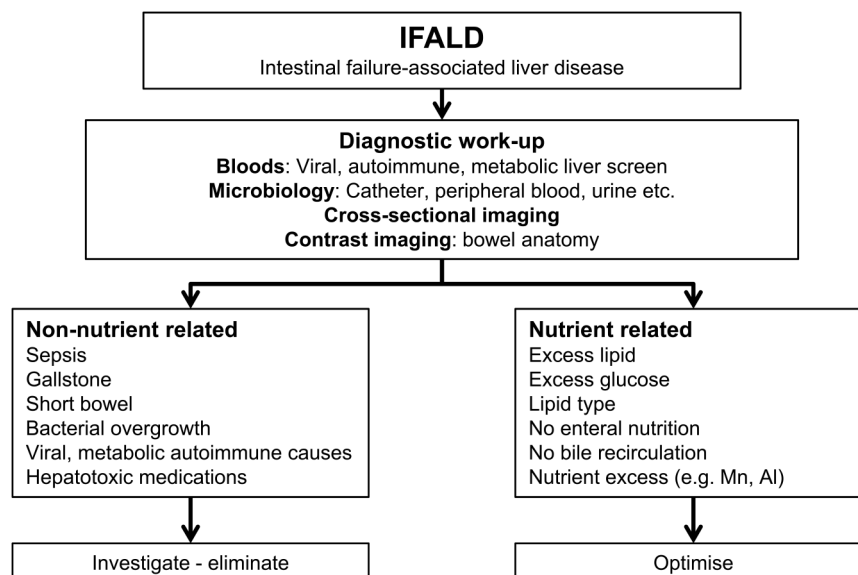 IFALD
Intestinal failure-associated liver disease
Diagnostic work-up
Bloods: Viral, autoimmune, metabolic liver screen
Microbiology: Catheter, peripheral blood, urine etc.
Cross-sectional imaging
Contrast imaging: bowel anatomy
Non-nutrient related
Sepsis
Gallstone
Short bowel
Bacterial overgrowth
Viral, metabolic autoimmune causes
Hepatotoxic medications
Nutrient related
Excess lipid
Excess glucose
Lipid type
No enteral nutrition
No bile recirculation
Nutrient excess (e.g. Mn, Al)
Investigate - eliminate
Optimise